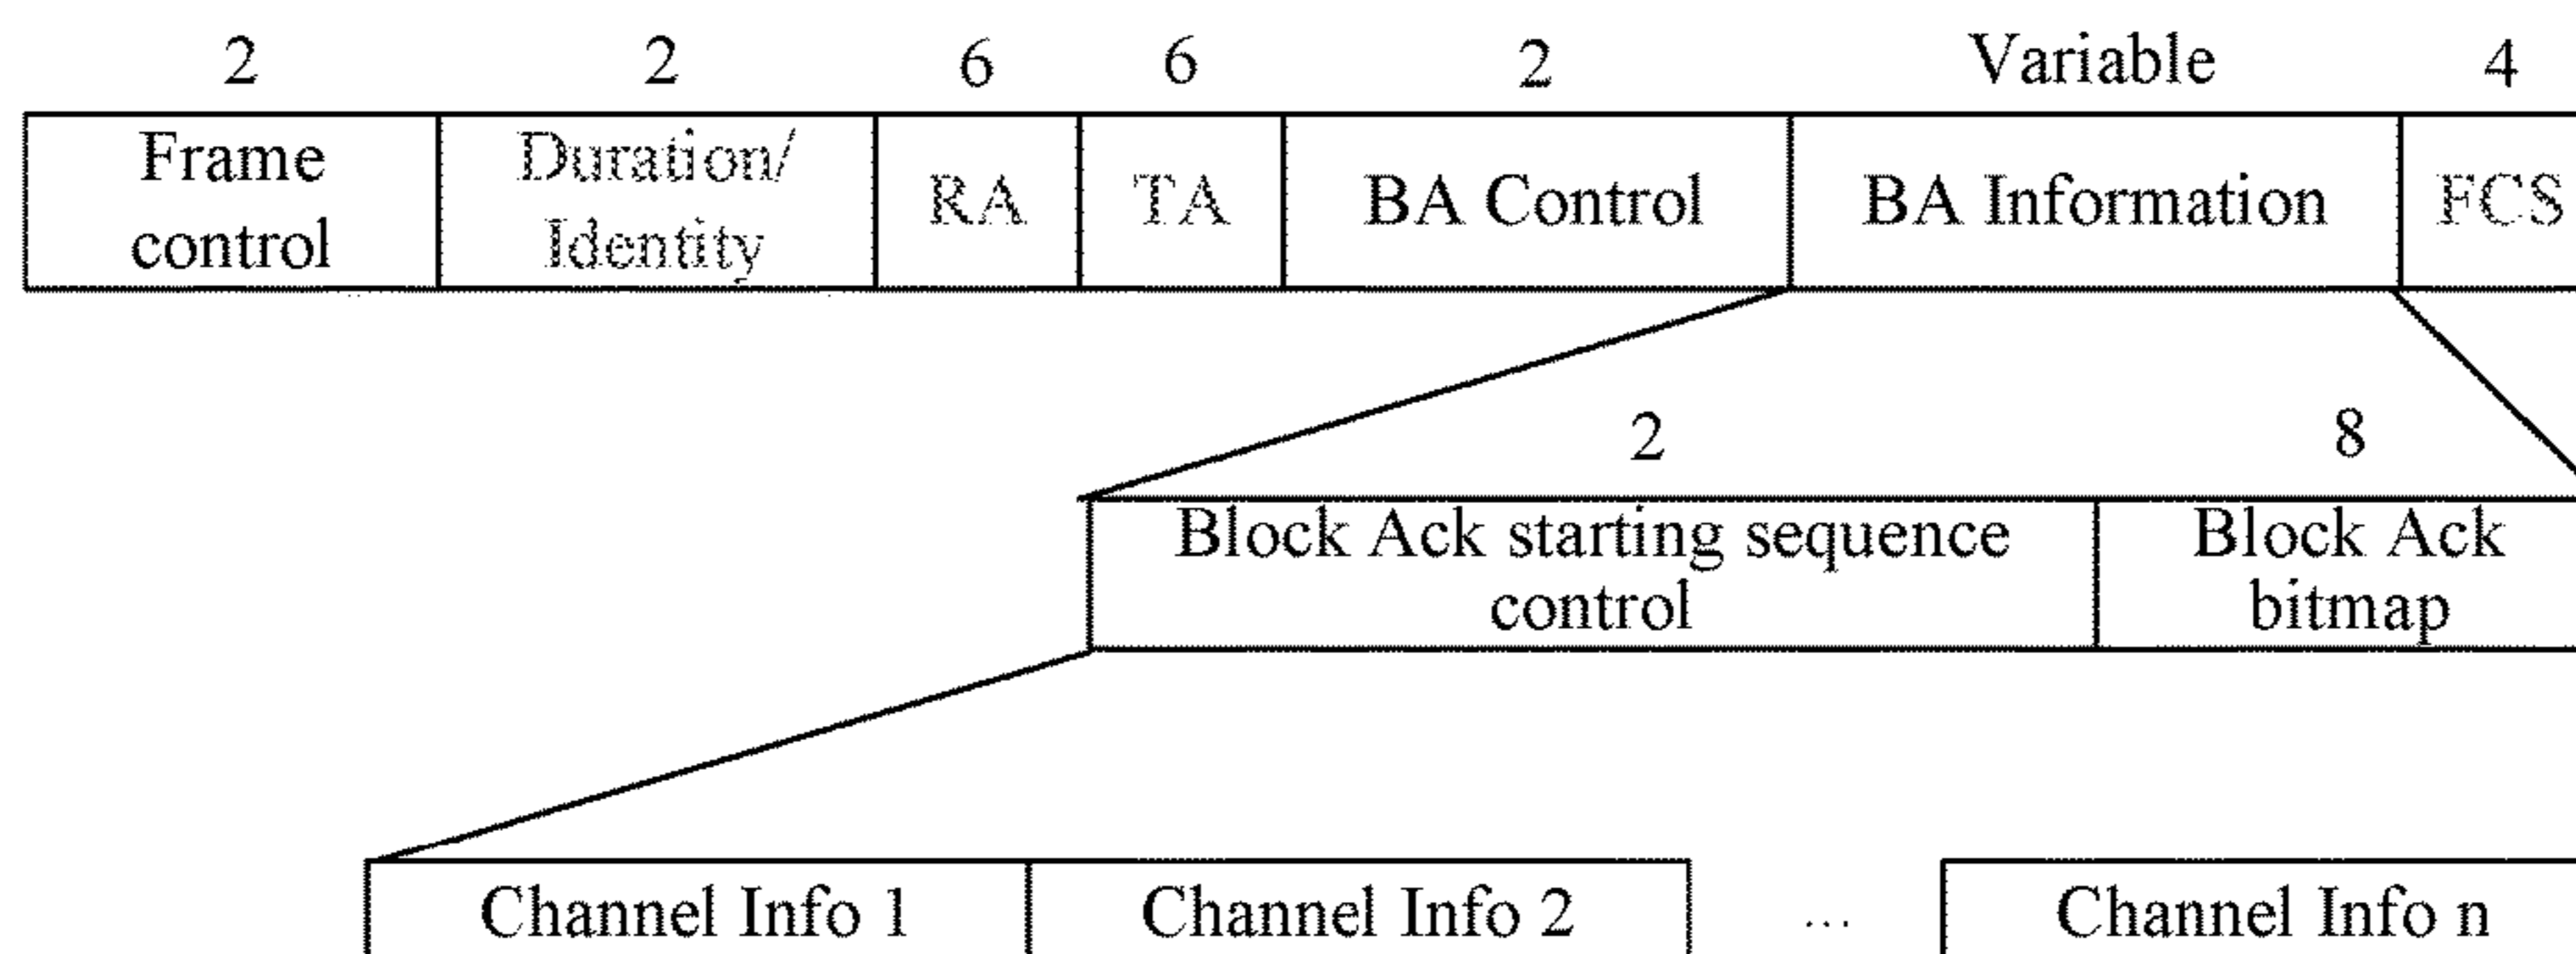 2 2 6 6 2 Variable 4
Frame control Duration/ Identity RA TA BA Control BA Information FCS
2 8
Block Ack starting sequence control Block Ack bitmap
Channel Info 1 Channel Info 2 ... Channel Info n